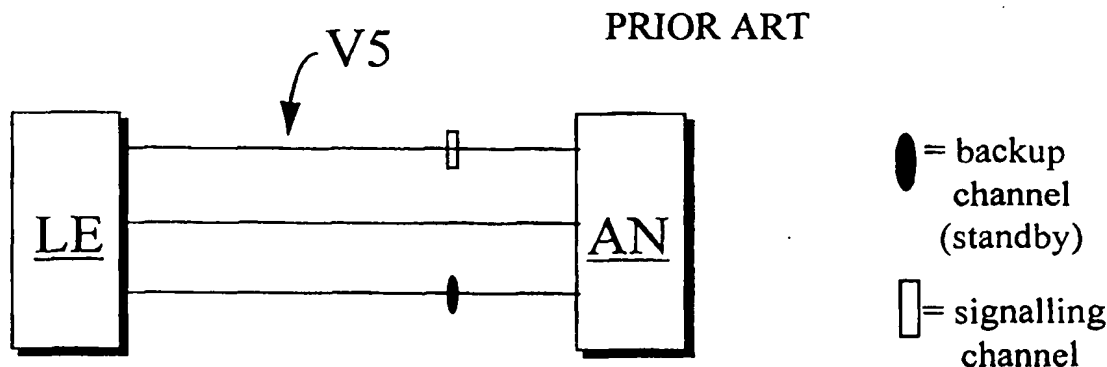 PRIOR ART
V5
LE
AN
= backup
channel
(standby)
= signalling
channel